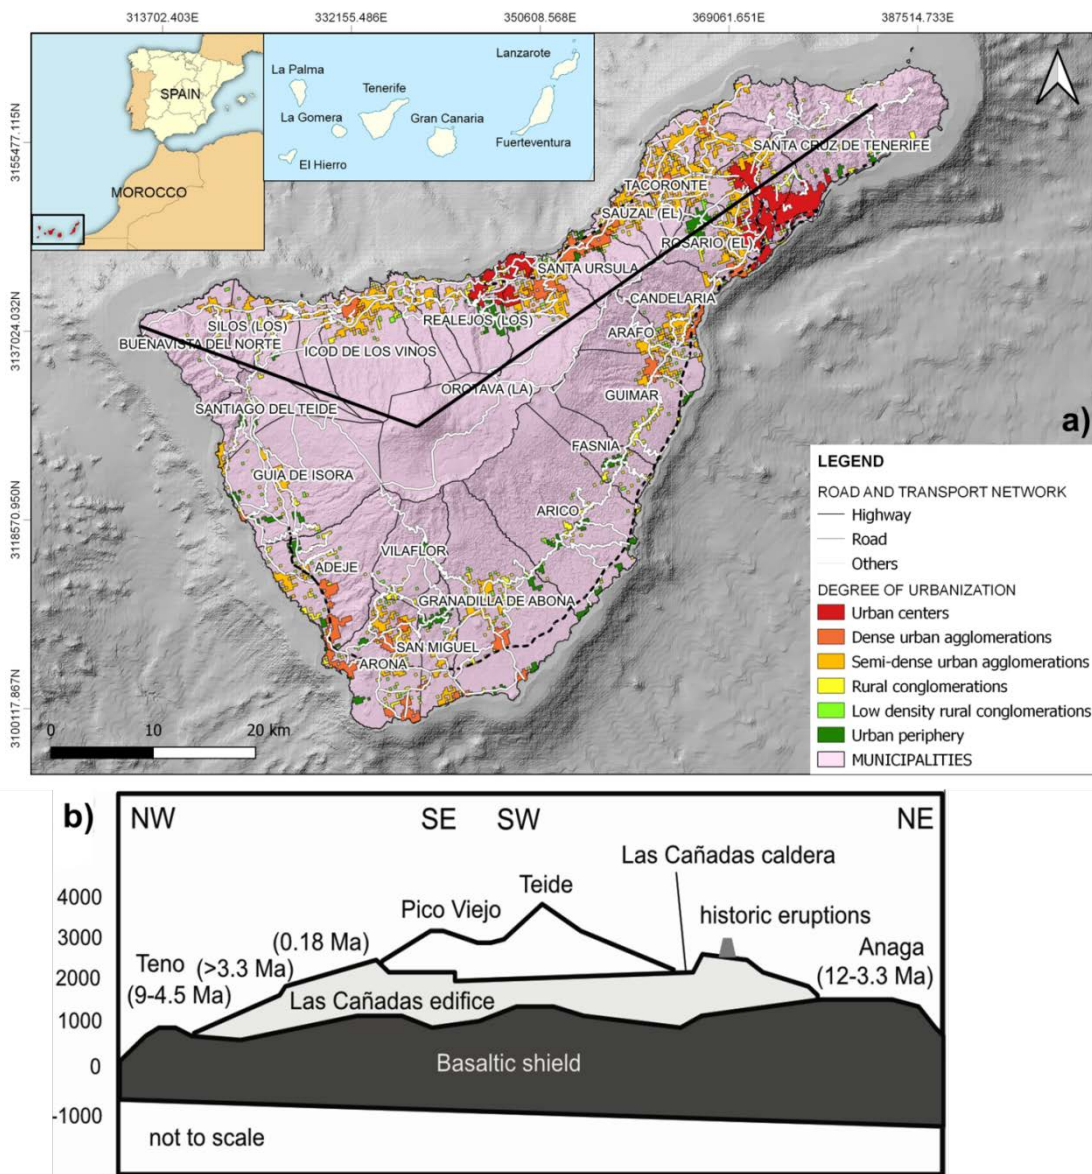 313702.403E 332155.486E 350608.568E 369061.651E 387514.733E
3155477.115N
3137024.032N
3118570.950N
3100117.867N
SPAIN
MOROCCO
Lanzarote
La Palma
Tenerife
La Gomera
Gran Canaria
Fuerteventura
El Hierro
SANTA CRUZ DE TENERIFE
TACORONTE
SAUZAL (EL)
ROSARIO (EL)
SANTA URSULA
CANDELARIA
SILOS (LOS)
REALEJOS (LOS)
ARAFO
BUENAVISTA DEL NORTE
ICOD DE LOS VINOS
OROTAVA (LA)
GUIMAR
SANTIAGO DEL TEIDE
FASNIA
GUIA DE ISORA
ARICO
VILAFLOR
ADEJE
GRANADILLA DE ABONA
SAN MIGUEL
ARONA
0 10 20 km
a)
LEGEND
ROAD AND TRANSPORT NETWORK
Highway
Road
Others
DEGREE OF URBANIZATION
Urban centers
Dense urban agglomerations
Semi-dense urban agglomerations
Rural conglomerations
Low density rural conglomerations
Urban periphery
MUNICIPALITIES
b)
NW SE SW NE
Las Cañadas caldera
4000
Teide
Pico Viejo
historic eruptions
3000
(0.18 Ma)
Anaga
Teno
(>3.3 Ma)
(12-3.3 Ma)
2000
(9-4.5 Ma)
Las Cañadas edifice
1000
0
Basaltic shield
-1000
not to scale